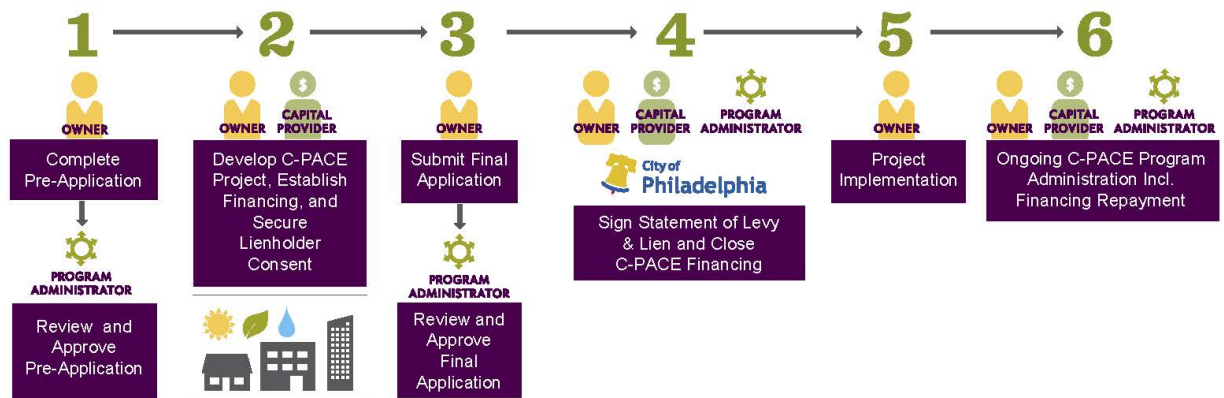 1
2
3
4
5
6
OWNER
Complete
Pre-Application
PROGRAM
ADMINISTRATOR
Review and
Approve
Pre-Application
OWNER
$
CAPITAL
PROVIDER
Develop C-PACE
Project, Establish
Financing, and
Secure
Lienholder
Consent
OWNER
Submit Final
Application
PROGRAM
ADMINISTRATOR
Review and
Approve
Final
Application
OWNER
$
CAPITAL
PROVIDER
PROGRAM
ADMINISTRATOR
City of
Philadelphia
Sign Statement of Levy
& Lien and Close
C-PACE Financing
OWNER
Project
Implementation
OWNER
$
CAPITAL
PROVIDER
PROGRAM
ADMINISTRATOR
Ongoing C-PACE Program
Administration Incl.
Financing Repayment